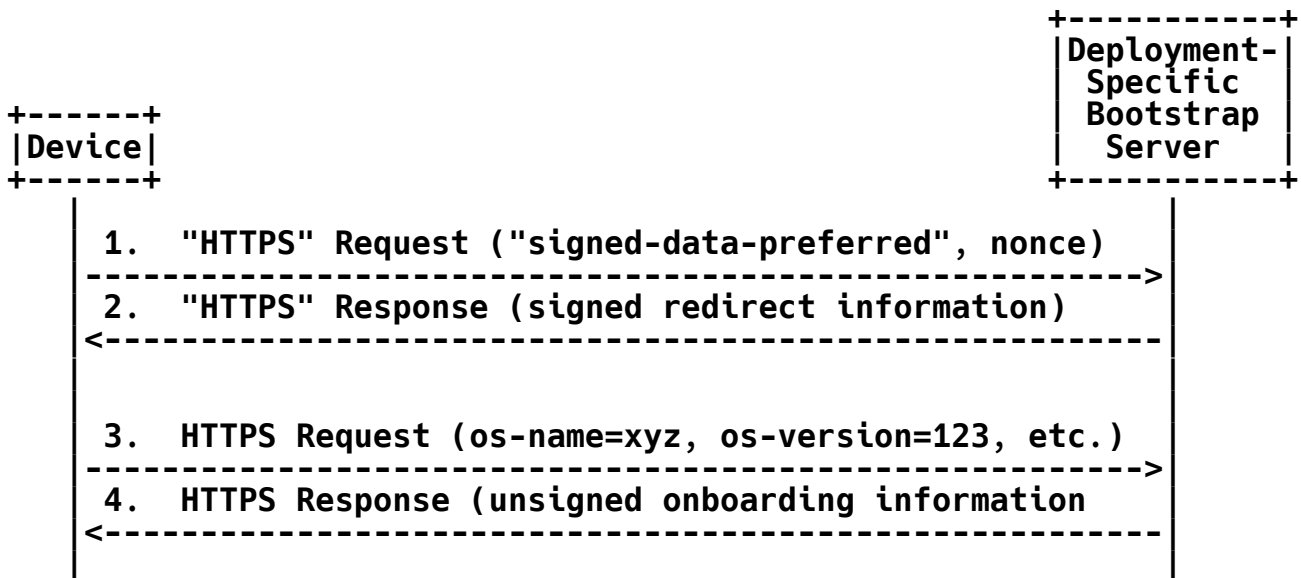 Deployment-
Specific
Bootstrap
Server
Device
1. "HTTPS" Request ("signed-data-preferred", nonce)
2. "HTTPS" Response (signed redirect information)
3. HTTPS Request (os-name=xyz, os-version=123, etc.)
4. HTTPS Response (unsigned onboarding information